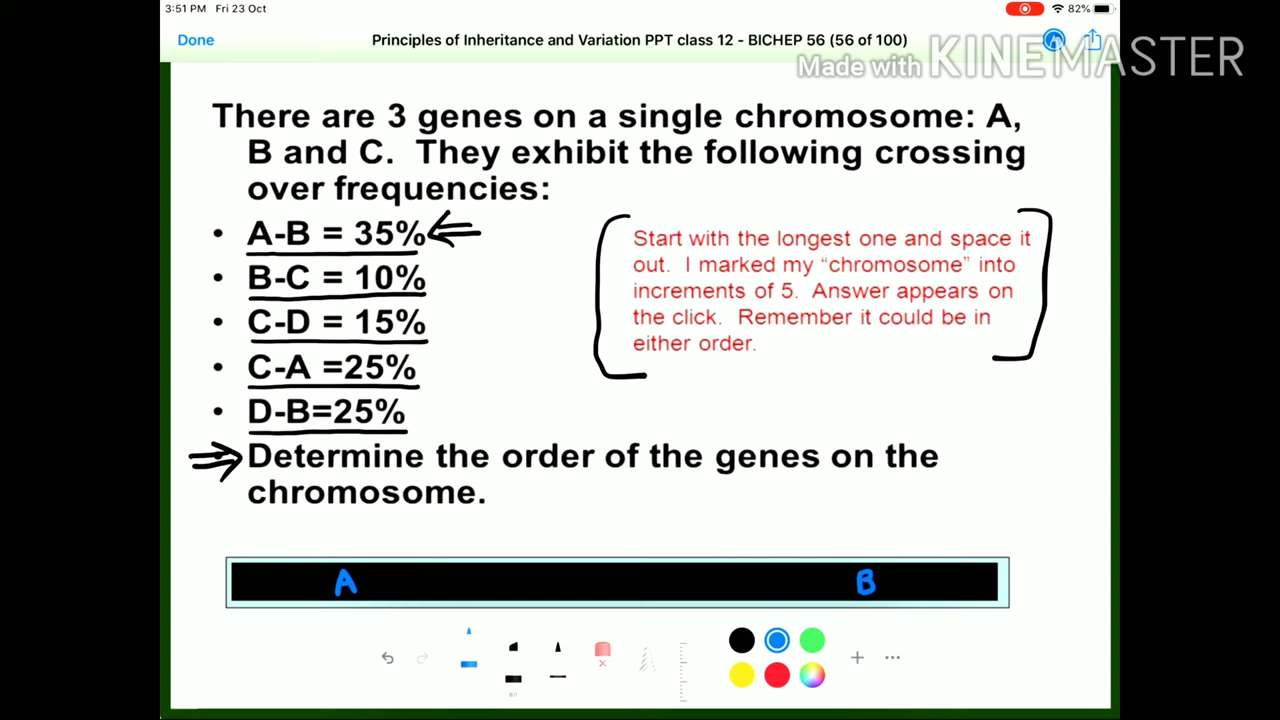 3:51 PM Fri 23 Oct
82%
Done
Principles of Inheritance and Variation PPT class 12 - BICHEP 56 (56 of 100)
Made with KINEMASTER
There are 3 genes on a single chromosome: A,
B and C. They exhibit the following crossing
over frequencies:
• A-B = 35%
• B-C = 10%
• C-D = 15%
• C-A =25%
• D-B=25%
Determine the order of the genes on the
chromosome.
Start with the longest one and space it
out. I marked my “chromosome” into
increments of 5. Answer appears on
the click. Remember it could be in
either order.
A B